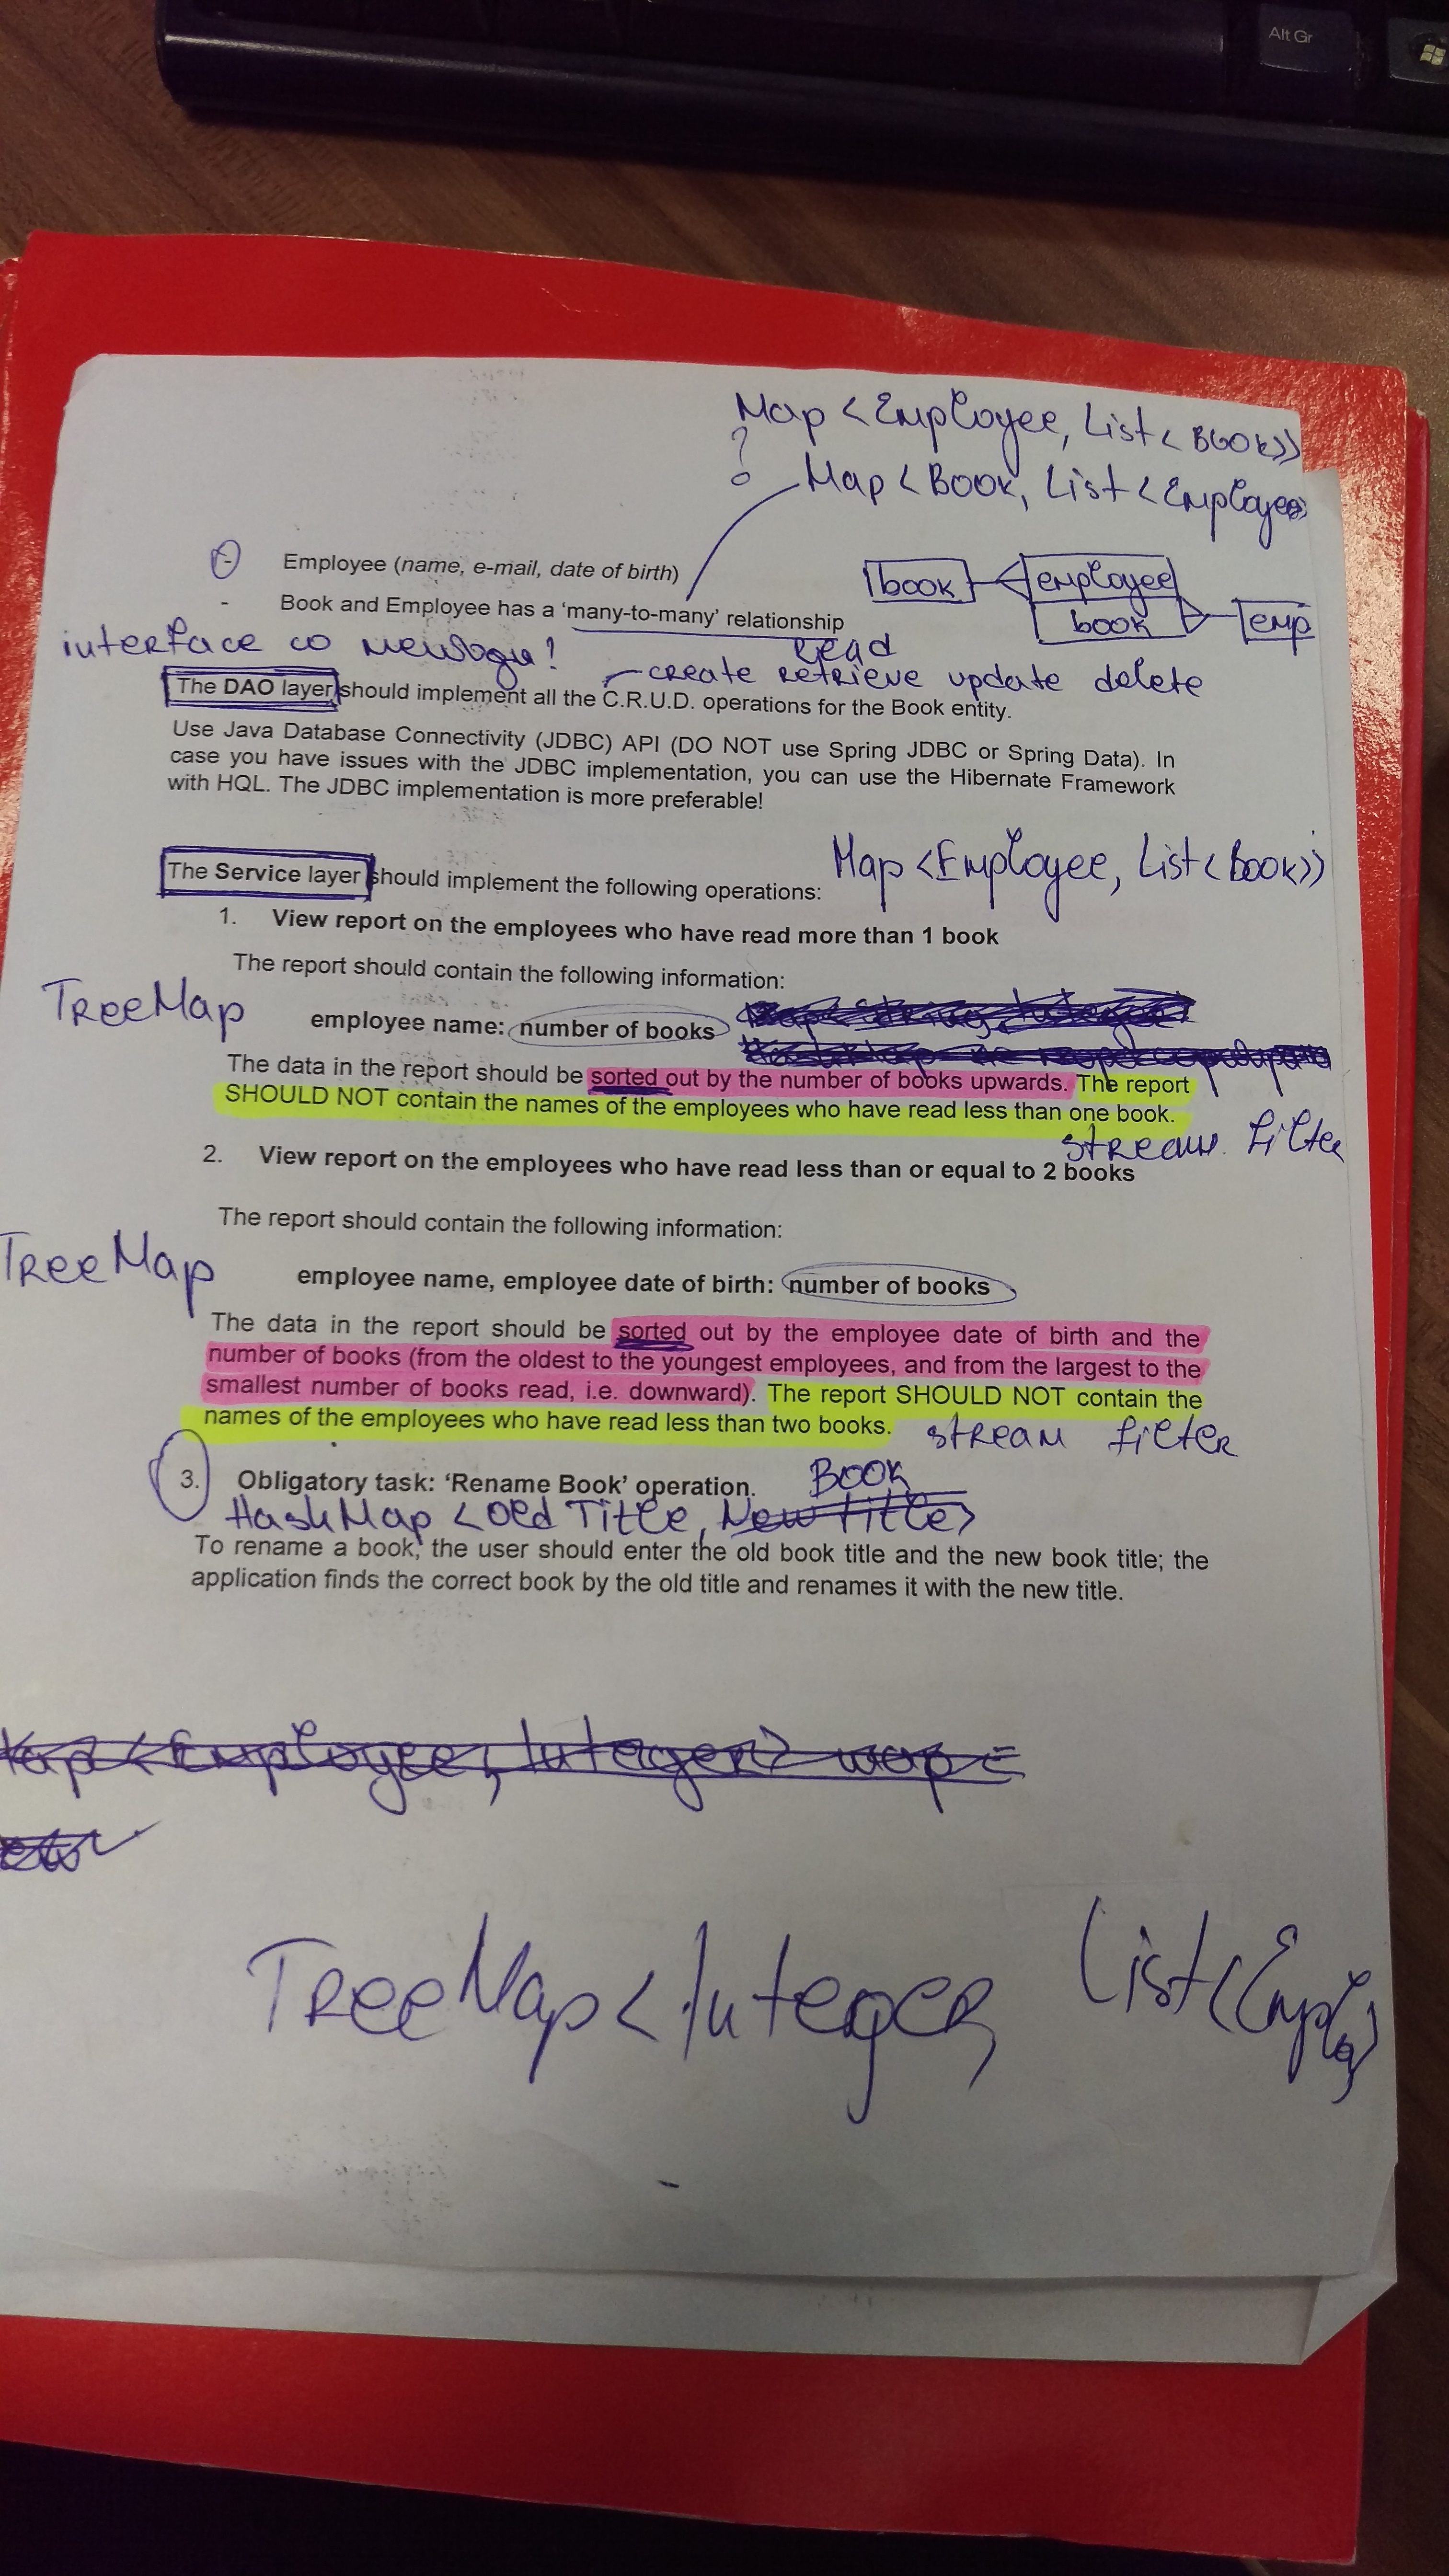 Alt Gr
Map <Employee, List<Book>>
?
Map <Book, List<Employee>
- Employee (name, e-mail, date of birth)
book employee
- Book and Employee has a 'many-to-many' relationship
book emp
interface со
read
create retrieve update delete
The DAO layer should implement all the C.R.U.D. operations for the Book entity.
Use Java Database Connectivity (JDBC) API (DO NOT use Spring JDBC or Spring Data). In
case you have issues with the JDBC implementation, you can use the Hibernate Framework
with HQL. The JDBC implementation is more preferable!
Map <Employee, List<Book>>
The Service layer should implement the following operations:
1. View report on the employees who have read more than 1 book
The report should contain the following information:
TreeMap
employee name: number of books
The data in the report should be sorted out by the number of books upwards. The report
SHOULD NOT contain the names of the employees who have read less than one book.
stream filter
2. View report on the employees who have read less than or equal to 2 books
The report should contain the following information:
TreeMap
employee name, employee date of birth: number of books
The data in the report should be sorted out by the employee date of birth and the
number of books (from the oldest to the youngest employees, and from the largest to the
smallest number of books read, i.e. downward). The report SHOULD NOT contain the
names of the employees who have read less than two books.
stream filter
3. Obligatory task: 'Rename Book' operation.
Book
HashMap <Old Title, New Title>
To rename a book, the user should enter the old book title and the new book title; the
application finds the correct book by the old title and renames it with the new title.
Map <Employee, Integer> map =
TreeMap <Integer, List<Empl>